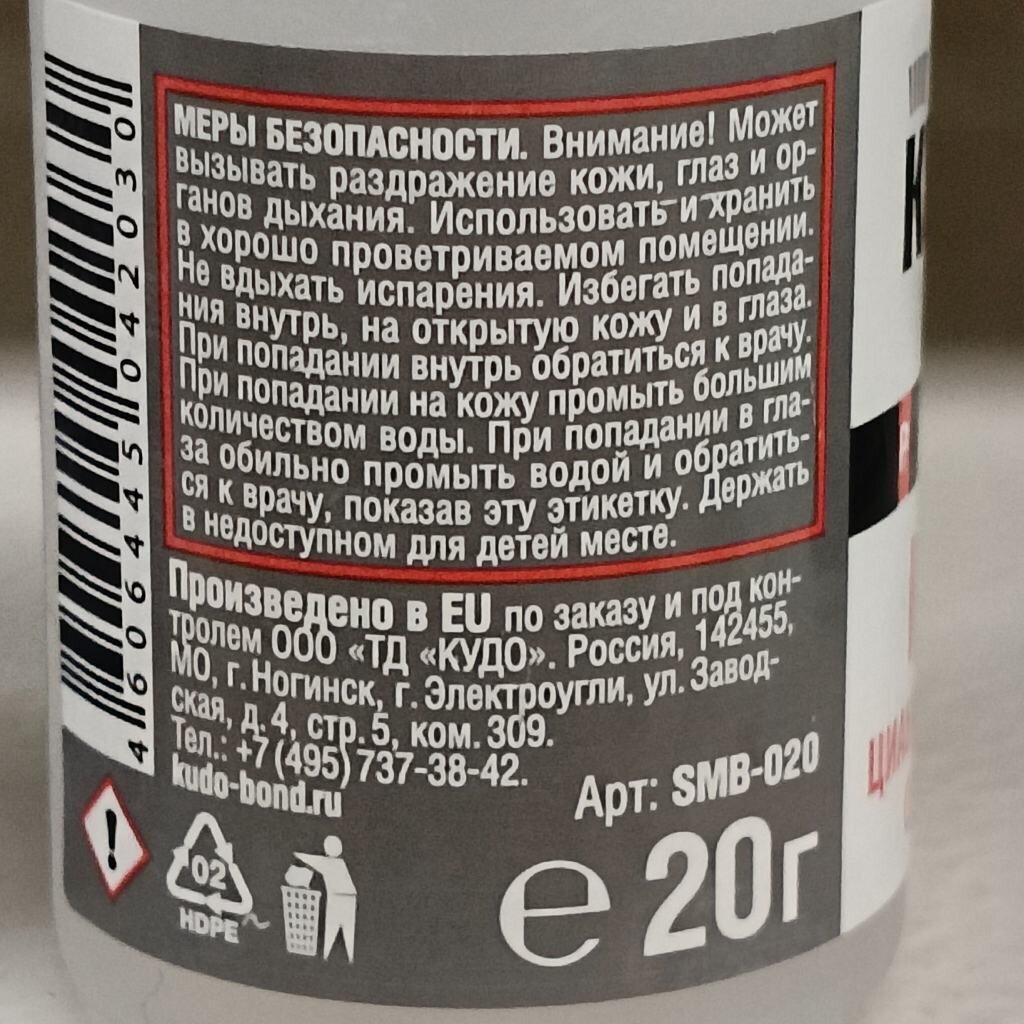 МЕРЫ БЕЗОПАСНОСТИ. Внимание! Может
вызывать раздражение кожи, глаз и ор-
ганов дыхания. Использовать и хранить
в хорошо проветриваемом помещении.
Не вдыхать испарения. Избегать попада-
ния внутрь, на открытую кожу и в глаза.
При попадании внутрь обратиться к врачу.
При попадании на кожу промыть большим
количеством воды. При попадании в гла-
за обильно промыть водой и обратить-
ся к врачу, показав эту этикетку. Держать
в недоступном для детей месте.
Произведено в EU по заказу и под кон-
тролем ООО «ТД «КУДО». Россия, 142455,
МО, г. Ногинск, г. Электроугли, ул. Завод-
ская, д. 4, стр. 5, ком. 309.
Тел.: +7 (495) 737-38-42.
kudo-bond.ru
Арт: SMB-020
℮ 20г
02
HDPE
4 606445 042030